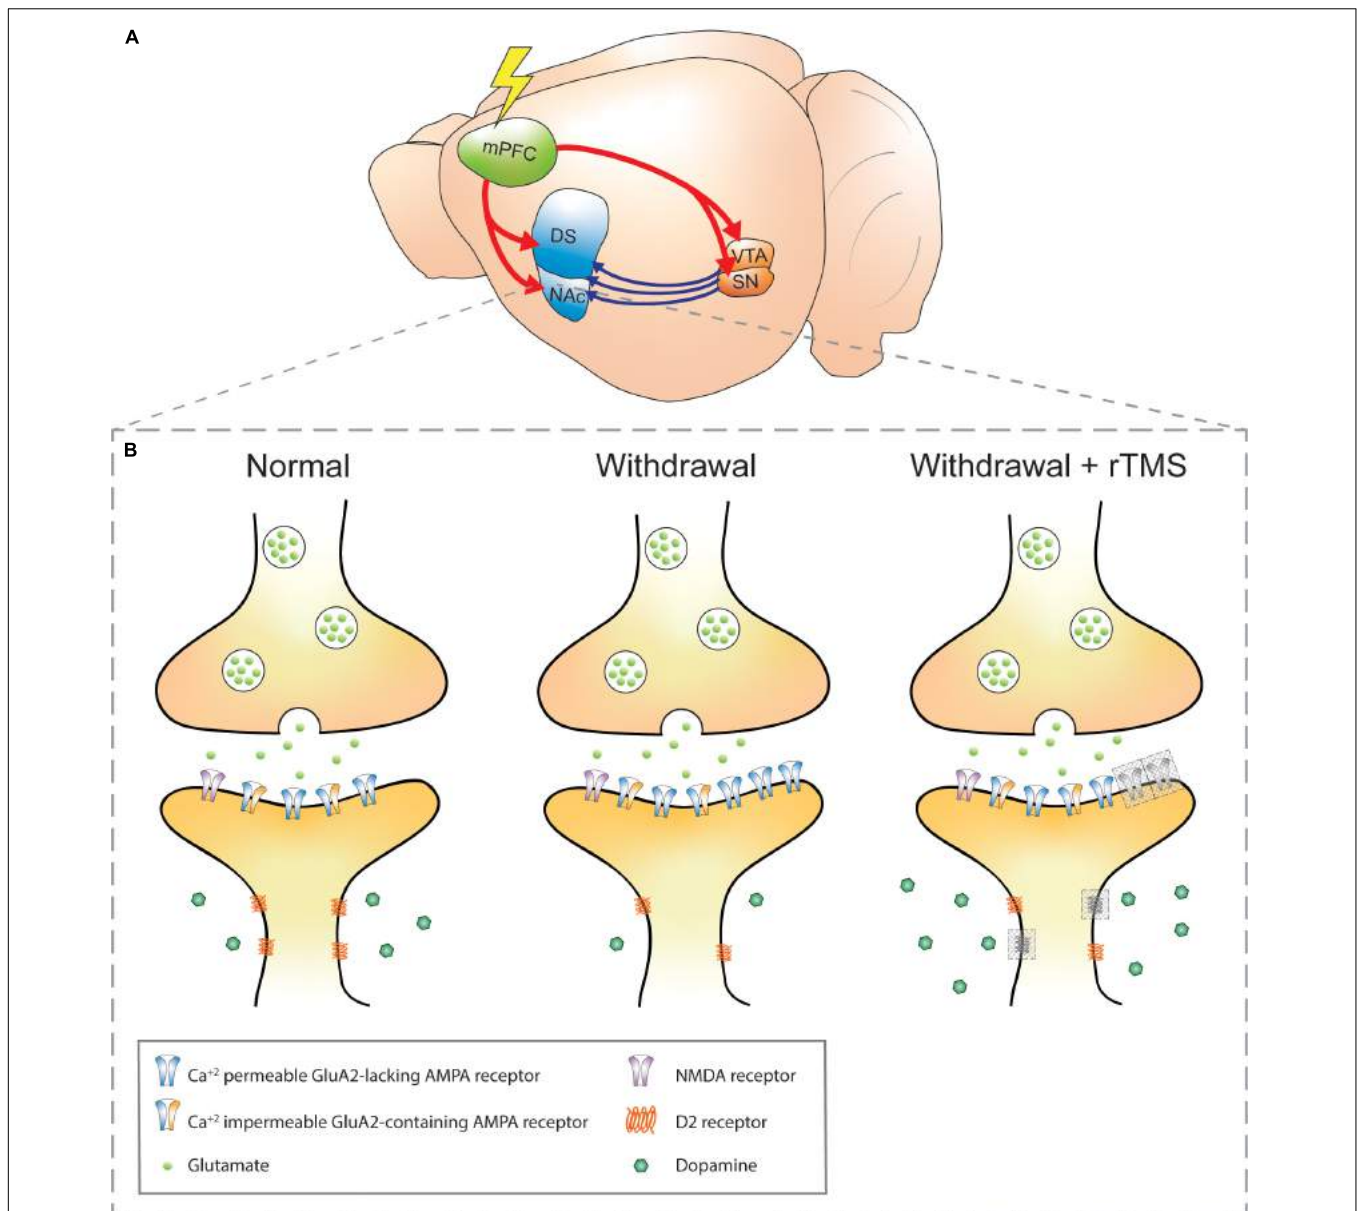 A
mPFC
DS
VTA
SN
NAc
B
Normal
Withdrawal
Withdrawal + rTMS
Ca⁺² permeable GluA2-lacking AMPA receptor
NMDA receptor
Ca⁺² impermeable GluA2-containing AMPA receptor
D2 receptor
Glutamate
Dopamine